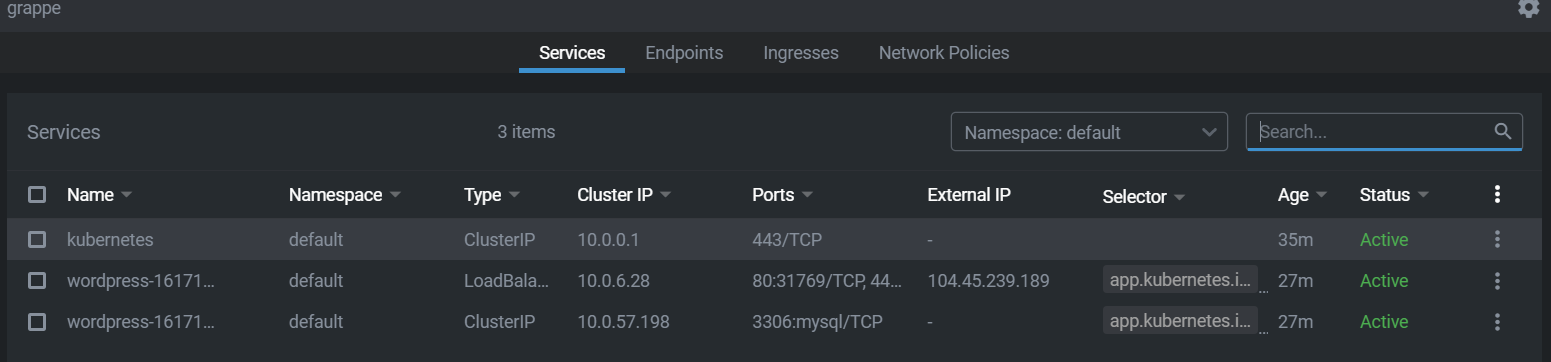 grappe
Services Endpoints Ingresses Network Policies
Services 3 items Namespace: default Search...
Name Namespace Type Cluster IP Ports External IP Selector Age Status
kubernetes default ClusterIP 10.0.0.1 443/TCP - 35m Active
wordpress-16171... default LoadBala... 10.0.6.28 80:31769/TCP, 44... 104.45.239.189 app.kubernetes.i... ... 27m Active
wordpress-16171... default ClusterIP 10.0.57.198 3306:mysql/TCP - app.kubernetes.i... ... 27m Active